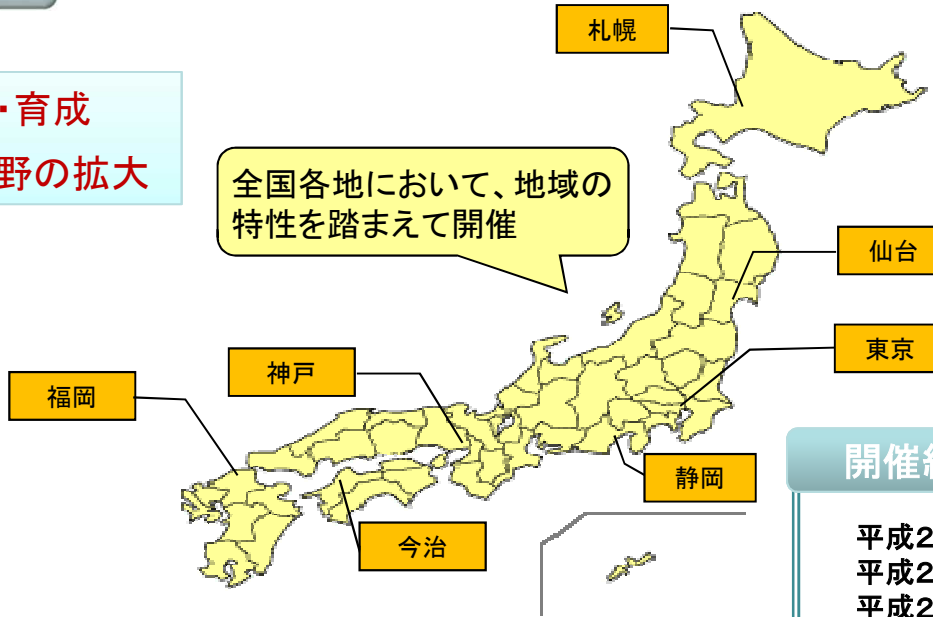 ・育成
野の拡大
全国各地において、地域の
特性を踏まえて開催
札幌
仙台
東京
神戸
福岡
静岡
今治
開催
平成2
平成2
平成2